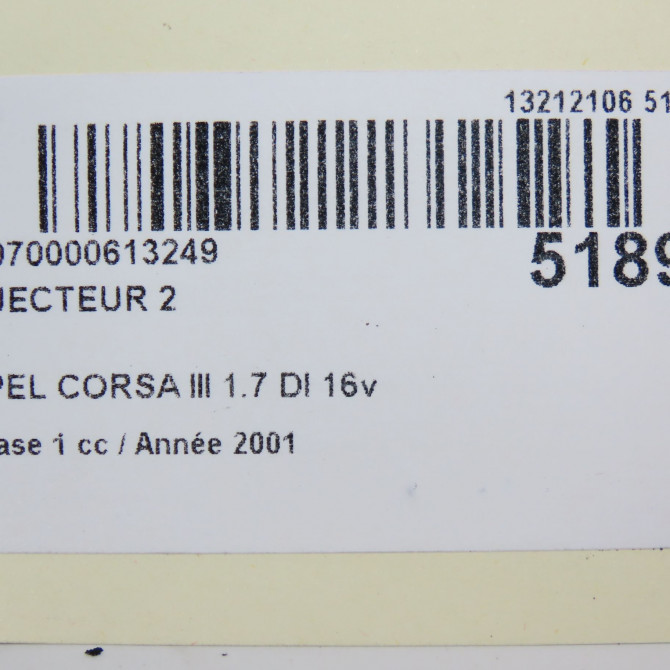 13212106 51
070000613249
5189
JECTEUR 2
PEL CORSA III 1.7 DI 16v
ase 1 cc / Année 2001